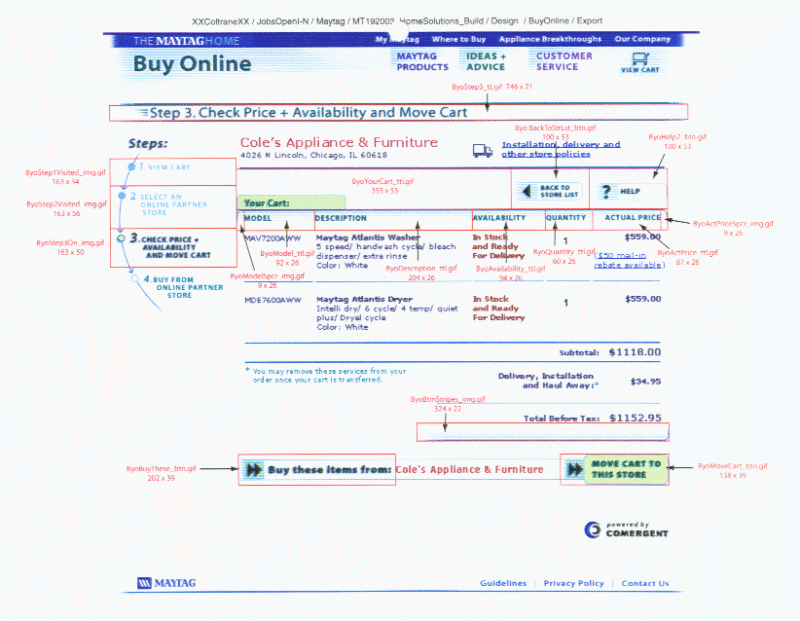 XXColtraneXX / JobsOpenI-N / Maytag / MT192003_HomeSolutions_Build / Design / BuyOnline / Export
THE MAYTAG HOME
My Maytag Where to Buy Appliance Breakthroughs Our Company
Buy Online
MAYTAG PRODUCTS
IDEAS + ADVICE
CUSTOMER SERVICE
VIEW CART
ByoStep3_ttl.gif 746 x 21
Step 3. Check Price + Availability and Move Cart
Steps:
ByoStep1Visited_img.gif
163 x 34
1. VIEW CART
ByoStep2Visited_img.gif
163 x 56
2. SELECT AN
ONLINE PARTNER
STORE
ByoStep3On_img.gif
163 x 50
3. CHECK PRICE +
AVAILABILITY
AND MOVE CART
4. BUY FROM
ONLINE PARTNER
STORE
Cole's Appliance & Furniture
4026 N Lincoln, Chicago, IL 60618
Installation, delivery and
other store policies
ByoBackToStrLst_btn.gif
100 x 53
ByoHelp2_btn.gif
100 x 53
ByoYourCart_ttl.gif
353 x 53
BACK TO
STORE LIST
? HELP
Your Cart:
MODEL DESCRIPTION AVAILABILITY QUANTITY ACTUAL PRICE
ByoActPriceSpcr_img.gif
9 x 26
MAV7200AWW
Maytag Atlantis Washer
5 speed/ handwash cycle/ bleach
dispenser/ extra rinse
Color: White
In Stock
and Ready
For Delivery
1
$559.00
($50 mail-in
rebate available)
ByoModel_ttl.gif
92 x 26
ByoModelSpcr_img.gif
9 x 26
ByoDescription_ttl.gif
204 x 26
ByoAvailability_ttl.gif
94 x 26
ByoQuantity_ttl.gif
60 x 26
ByoActPrice_ttl.gif
87 x 26
MDE7600AWW
Maytag Atlantis Dryer
Intelli dry/ 6 cycle/ 4 temp/ quiet
plus/ Dryel cycle
Color: White
In Stock
and Ready
For Delivery
1
$559.00
Subtotal: $1118.00
* You may remove these services from your
order once your cart is transferred.
Delivery, Installation
and Haul Away:* $34.95
ByoBtmStripes_img.gif
324 x 22
Total Before Tax: $1152.95
ByoBuyThese_btn.gif
202 x 39
Buy these items from: Cole's Appliance & Furniture
MOVE CART TO
THIS STORE
ByoMoveCart_btn.gif
138 x 39
powered by
COMERGENT
MAYTAG
Guidelines | Privacy Policy | Contact Us